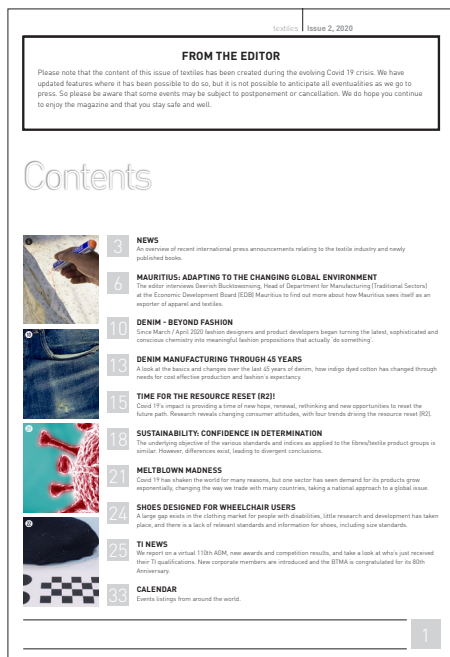 textiles Issue 2, 2020
FROM THE EDITOR
Please note that the content of this issue of textiles has been created during the evolving Covid 19 crisis. We have
updated features where it has been possible to do so, but it is not possible to anticipate all eventualities as we go to
press. So please be aware that some events may be subject to postponement or cancellation. We do hope you continue
to enjoy the magazine and that you stay safe and well.
Contents
3 NEWS
An overview of recent international press announcements relating to the textile industry and newly
published books.
6 MAURITIUS: ADAPTING TO THE CHANGING GLOBAL ENVIRONMENT
The editor interviews Geerish Bucktowonsing, Head of Department for Manufacturing (Traditional Sectors)
at the Economic Development Board (EDB) Mauritius to find out more about how Mauritius sees itself as an
exporter of apparel and textiles.
10 DENIM - BEYOND FASHION
Since March / April 2020 fashion designers and product developers began turning the latest, sophisticated and
conscious chemistry into meaningful fashion propositions that actually 'do something'.
13 DENIM MANUFACTURING THROUGH 45 YEARS
A look at the basics and changes over the last 45 years of denim, how indigo dyed cotton has changed through
needs for cost effective production and fashion's expectancy.
15 TIME FOR THE RESOURCE RESET (R2)!
Covid 19's impact is providing a time of new hope, renewal, rethinking and new opportunities to reset the
future path. Research reveals changing consumer attitudes, with four trends driving the resource reset (R2).
18 SUSTAINABILITY: CONFIDENCE IN DETERMINATION
The underlying objective of the various standards and indices as applied to the fibres/textile product groups is
similar. However, differences exist, leading to divergent conclusions.
21 MELTBLOWN MADNESS
Covid 19 has shaken the world for many reasons, but one sector has seen demand for its products grow
exponentially, changing the way we trade with many countries, taking a national approach to a global issue.
24 SHOES DESIGNED FOR WHEELCHAIR USERS
A large gap exists in the clothing market for people with disabilities, little research and development has taken
place, and there is a lack of relevant standards and information for shoes, including size standards.
25 TI NEWS
We report on a virtual 110th AGM, new awards and competition results, and take a look at who's just received
their TI qualifications. New corporate members are introduced and the BTMA is congratulated for its 80th
Anniversary.
33 CALENDAR
Events listings from around the world.
1